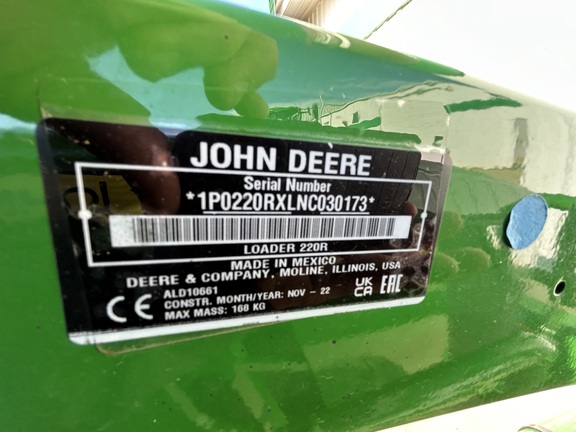 JOHN DEERE
Serial Number
*1P0220RXLNC030173*
LOADER 220R
MADE IN MEXICO
DEERE & COMPANY, MOLINE, ILLINOIS, USA
ALD10661
CONSTR. MONTH/YEAR: NOV - 22
MAX MASS: 166 KG
CE
UK
CA
EAC